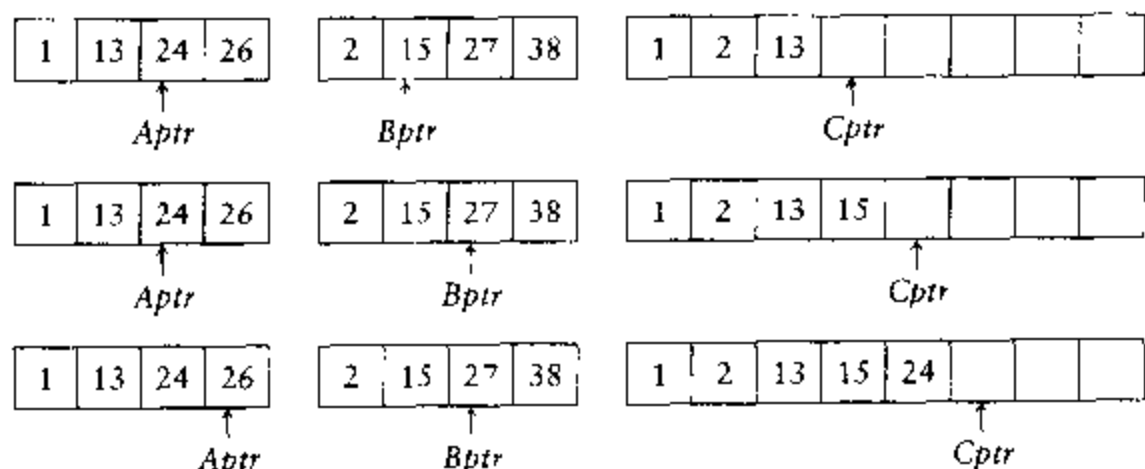 1 13 24 26 2 15 27 38 1 2 13
Aptr Bptr Cptr
1 13 24 26 2 15 27 38 1 2 13 15
Aptr Bptr Cptr
1 13 24 26 2 15 27 38 1 2 13 15 24
Aptr Bptr Cptr